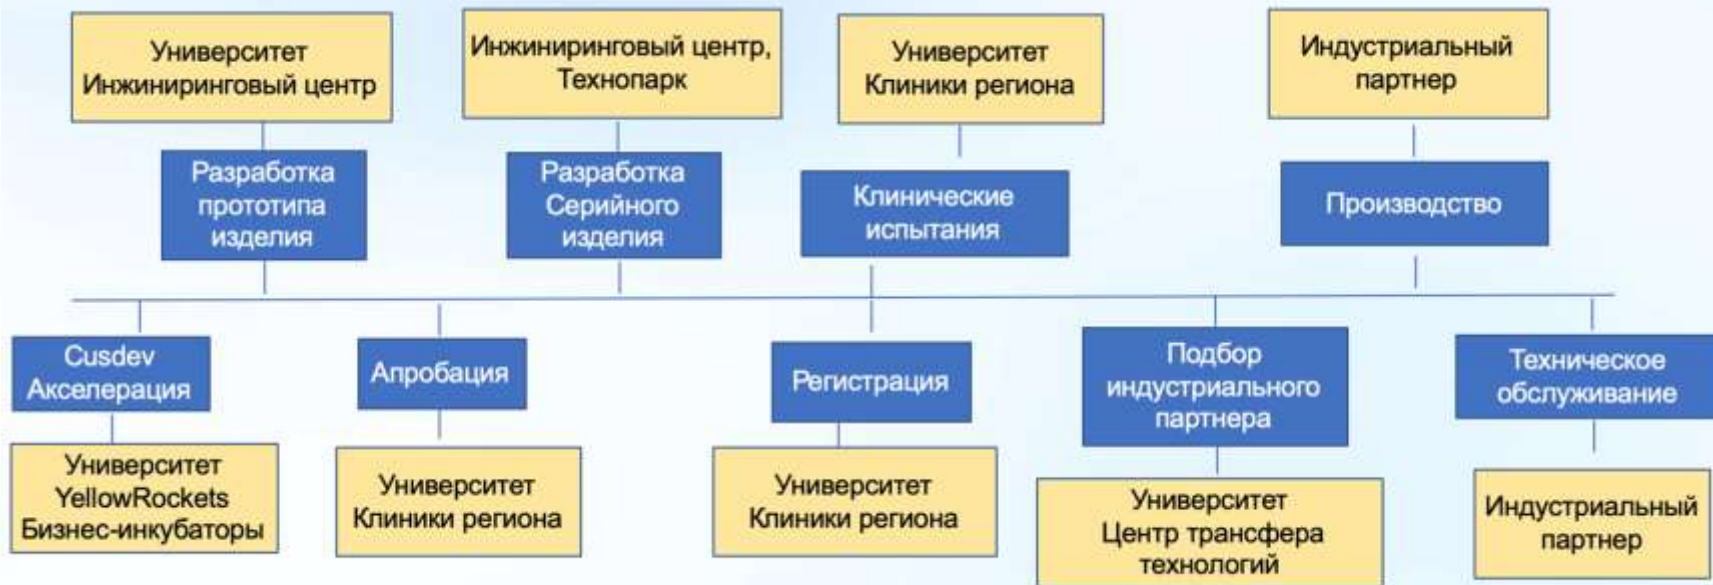 Университет
Инжиниринговый центр
Инжиниринговый центр,
Технопарк
Университет
Клиники региона
Индустриальный
партнер
Разработка
прототипа
изделия
Разработка
Серийного
изделия
Клинические
испытания
Производство
Cusdev
Акселерация
Апробация
Регистрация
Подбор
индустриального
партнера
Техническое
обслуживание
Университет
YellowRockets
Бизнес-инкубаторы
Университет
Клиники региона
Университет
Клиники региона
Университет
Центр трансфера
технологий
Индустриальный
партнер